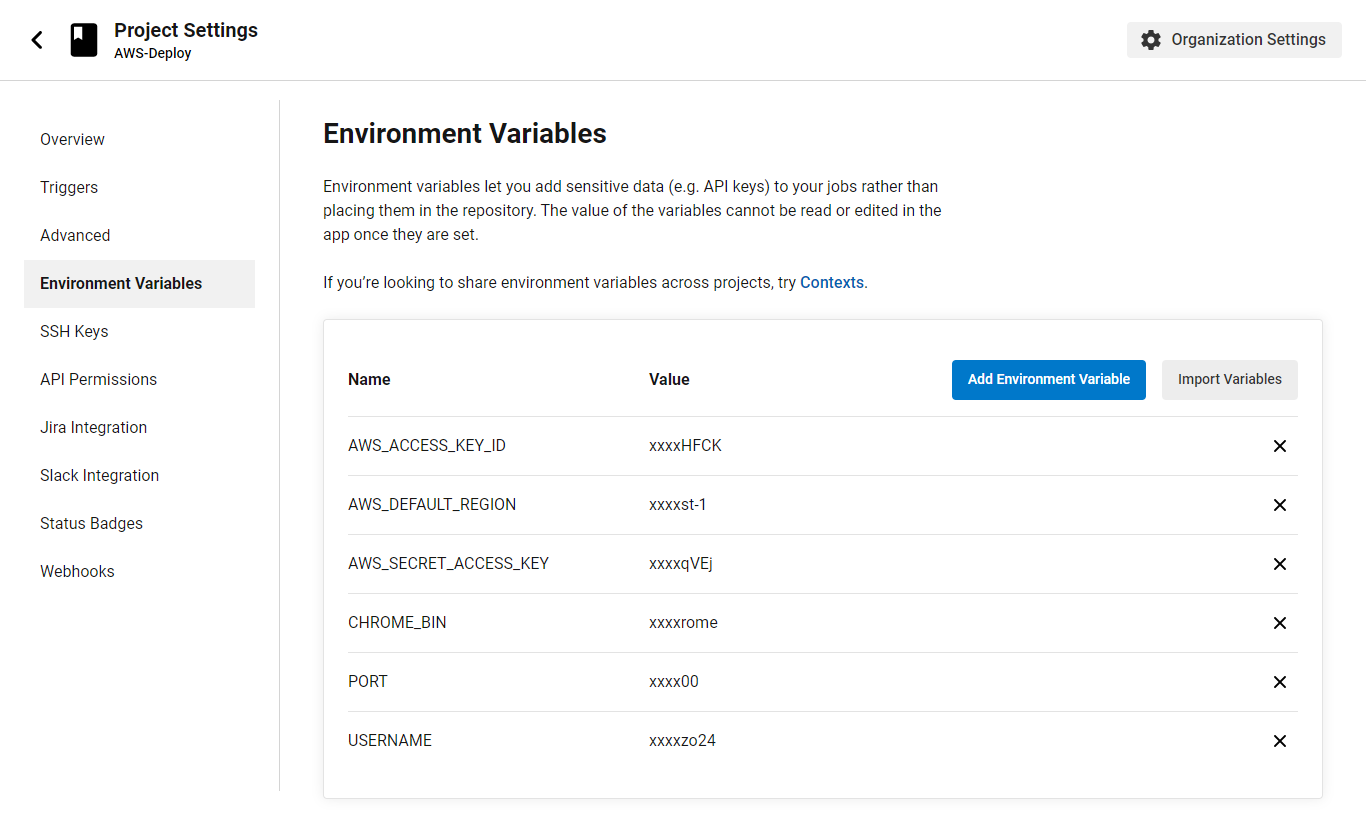 Project Settings
AWS-Deploy
Organization Settings
Overview
Triggers
Advanced
Environment Variables
SSH Keys
API Permissions
Jira Integration
Slack Integration
Status Badges
Webhooks
Environment Variables
Environment variables let you add sensitive data (e.g. API keys) to your jobs rather than
placing them in the repository. The value of the variables cannot be read or edited in the
app once they are set.
If you’re looking to share environment variables across projects, try Contexts.
Name Value Add Environment Variable Import Variables
AWS_ACCESS_KEY_ID xxxxHFCK
AWS_DEFAULT_REGION xxxxst-1
AWS_SECRET_ACCESS_KEY xxxxqVEj
CHROME_BIN xxxxrome
PORT xxxx00
USERNAME xxxxzo24